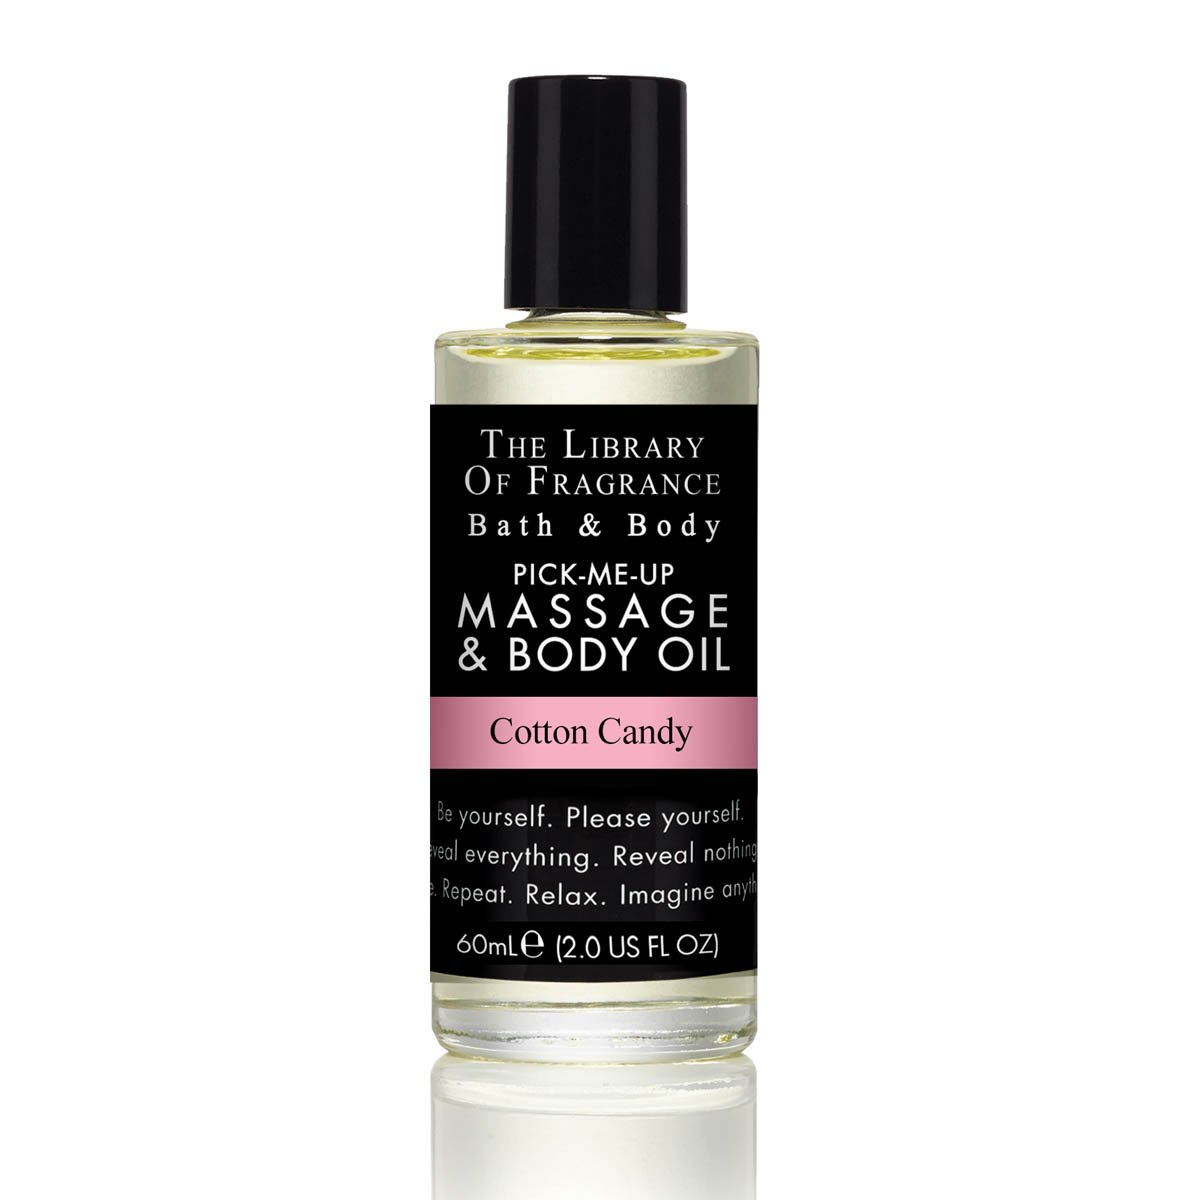 THE LIBRARY
OF FRAGRANCE
Bath & Body
PICK-ME-UP
MASSAGE
& BODY OIL
Cotton Candy
Be yourself. Please yourself.
everything. Reveal nothing
Repeat. Relax. Imagine
60mL℮ (2.0 US FL OZ)